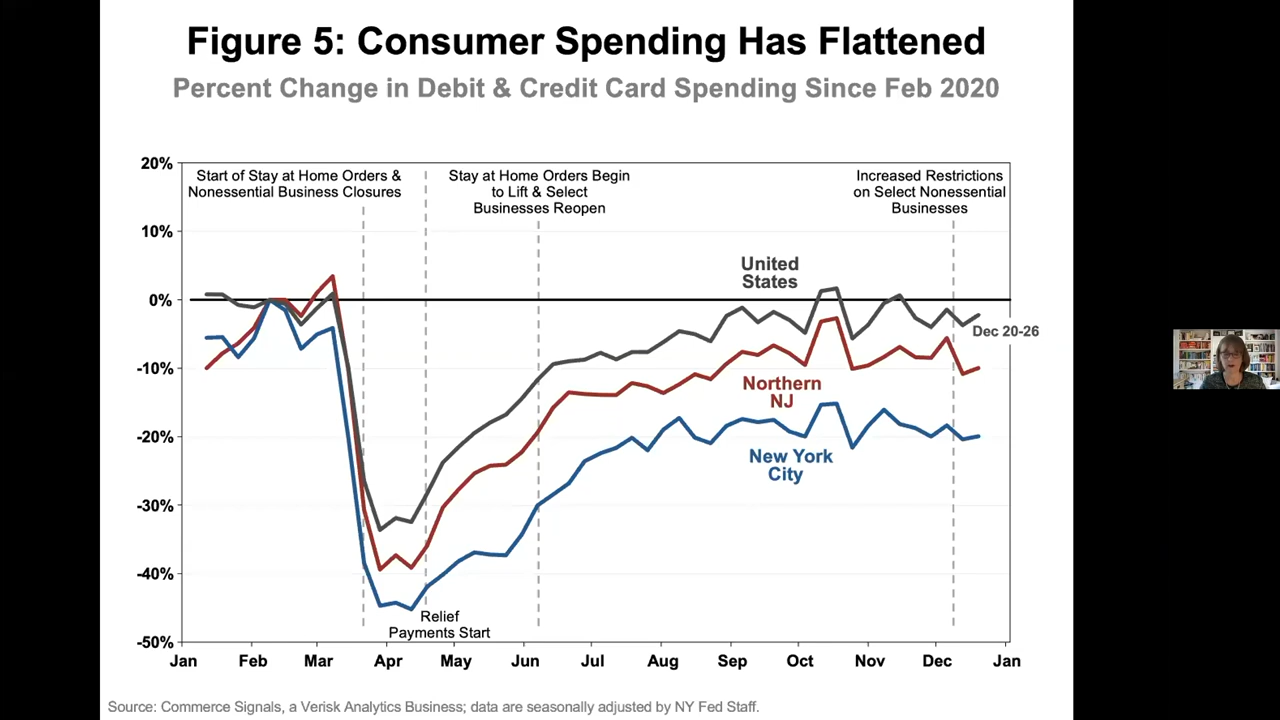 Figure 5: Consumer Spending Has Flattened
Percent Change in Debit & Credit Card Spending Since Feb 2020
20%
10%
0%
-10%
-20%
-30%
-40%
-50%
Start of Stay at Home Orders &
Nonessential Business Closures
Stay at Home Orders Begin
to Lift & Select
Businesses Reopen
Increased Restrictions
on Select Nonessential
Businesses
United
States
Dec 20-26
Northern
NJ
New York
City
Relief
Payments Start
Jan Feb Mar Apr May Jun Jul Aug Sep Oct Nov Dec Jan
Source: Commerce Signals, a Verisk Analytics Business; data are seasonally adjusted by NY Fed Staff.